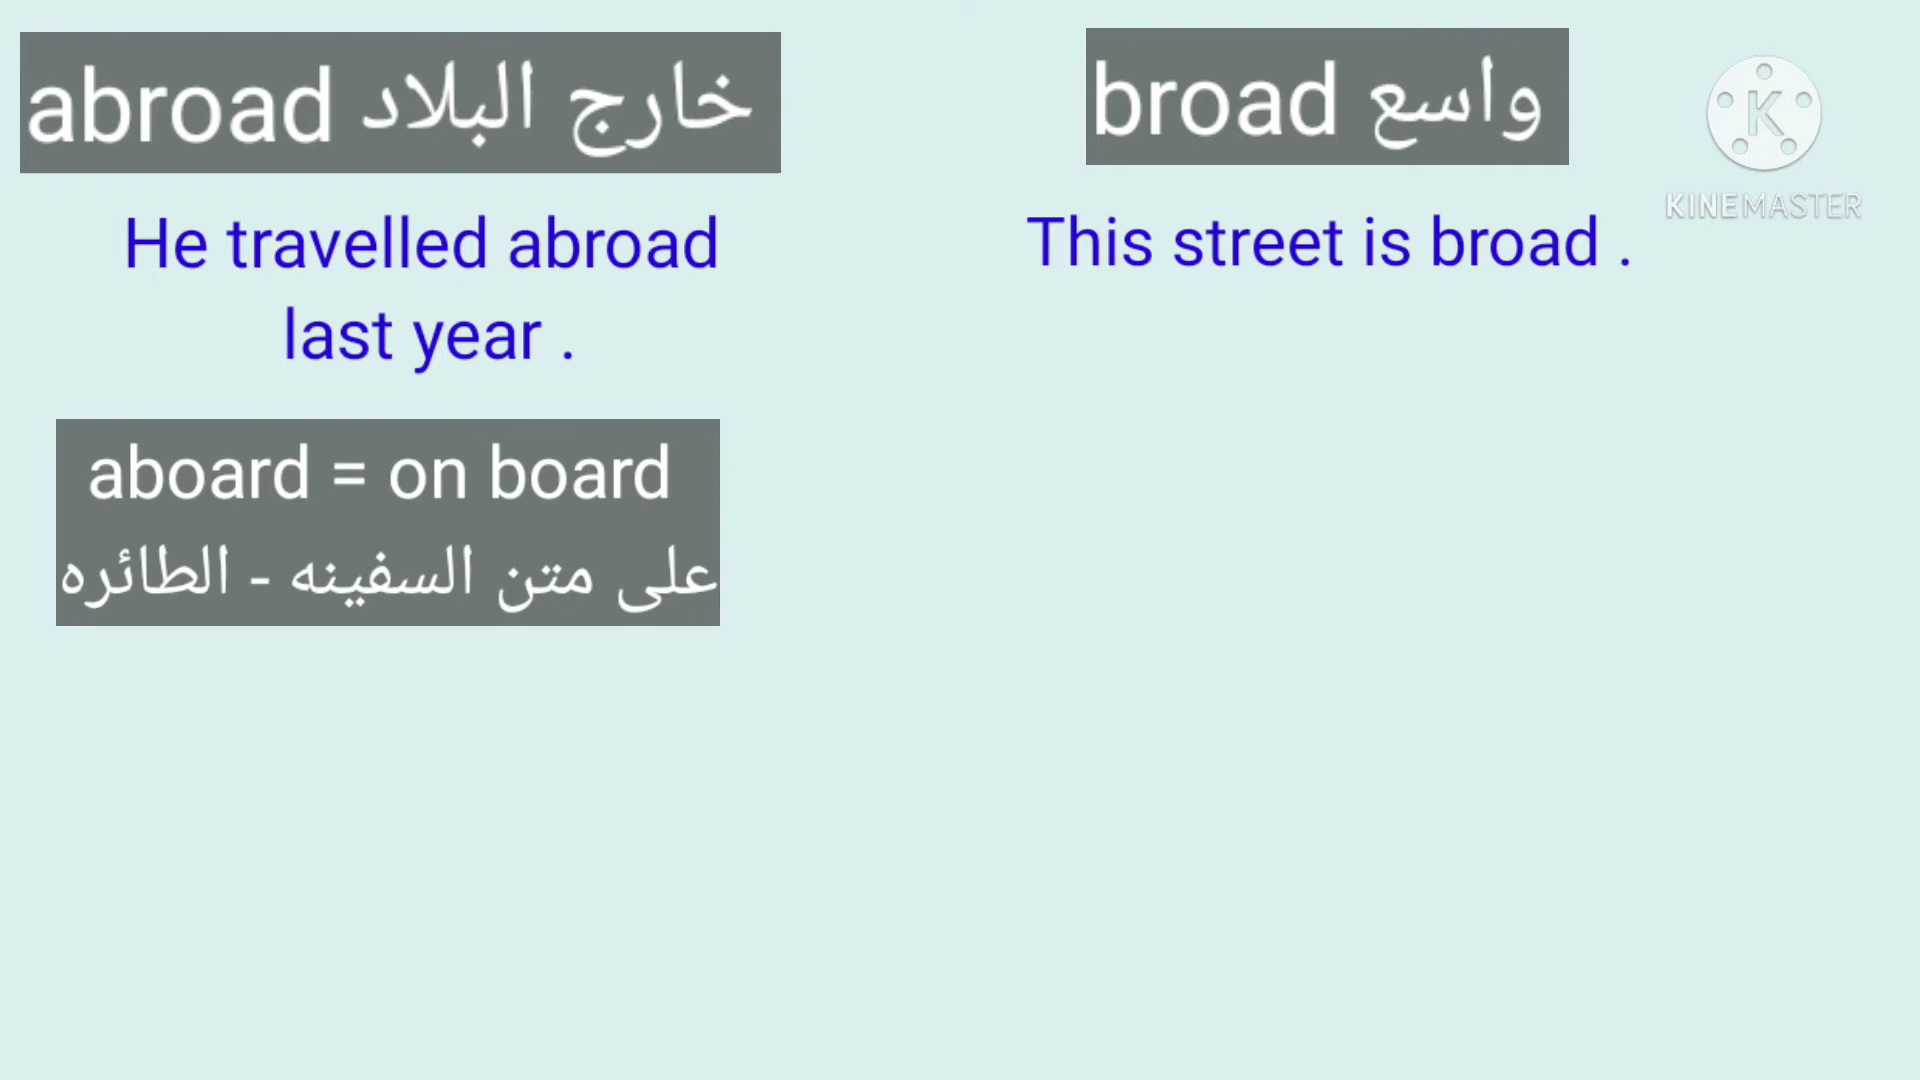 abroad خارج البلاد
He travelled abroad
last year .
aboard = on board
على متن السفينه - الطائره
broad واسع
This street is broad .
K
KINEMASTER